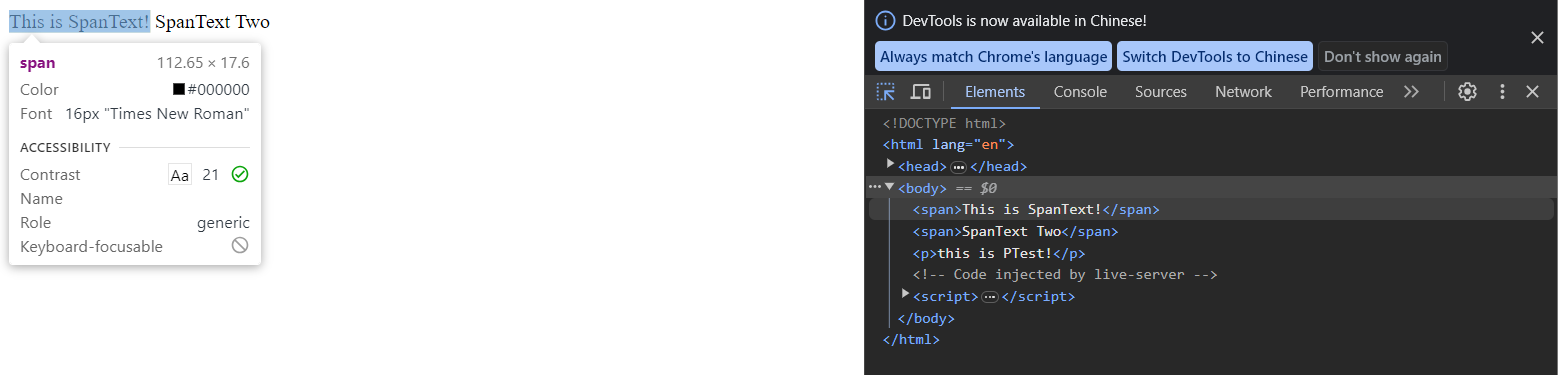 This is SpanText! SpanText Two
span 112.65 × 17.6
Color #000000
Font 16px "Times New Roman"
ACCESSIBILITY
Contrast Aa 21
Name
Role generic
Keyboard-focusable
DevTools is now available in Chinese!
Always match Chrome's language Switch DevTools to Chinese Don't show again
Elements Console Sources Network Performance
<!DOCTYPE html>
<html lang="en">
<head> ••• </head>
••• <body> == $0
<span>This is SpanText!</span>
<span>SpanText Two</span>
<p>this is PTest!</p>
<!-- Code injected by live-server -->
<script> ••• </script>
</body>
</html>